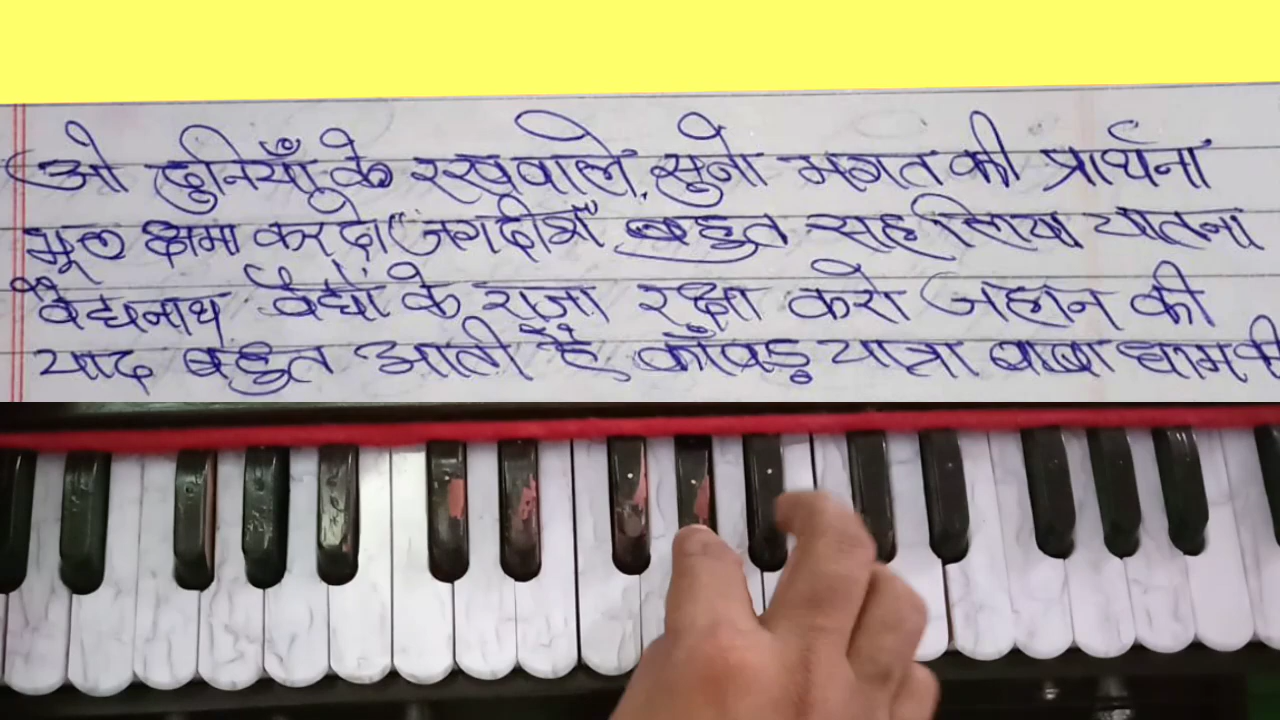 ओ दुनियाँ के रखवाले, सुनो भगत की प्रार्थना
भूल क्षमा कर दो जगदीश बहुत सह लिया यातना
वैद्यनाथ वैद्यों के राजा रक्षा करो जहान की
याद बहुत आती है काँवड़ यात्रा बाबा धाम की